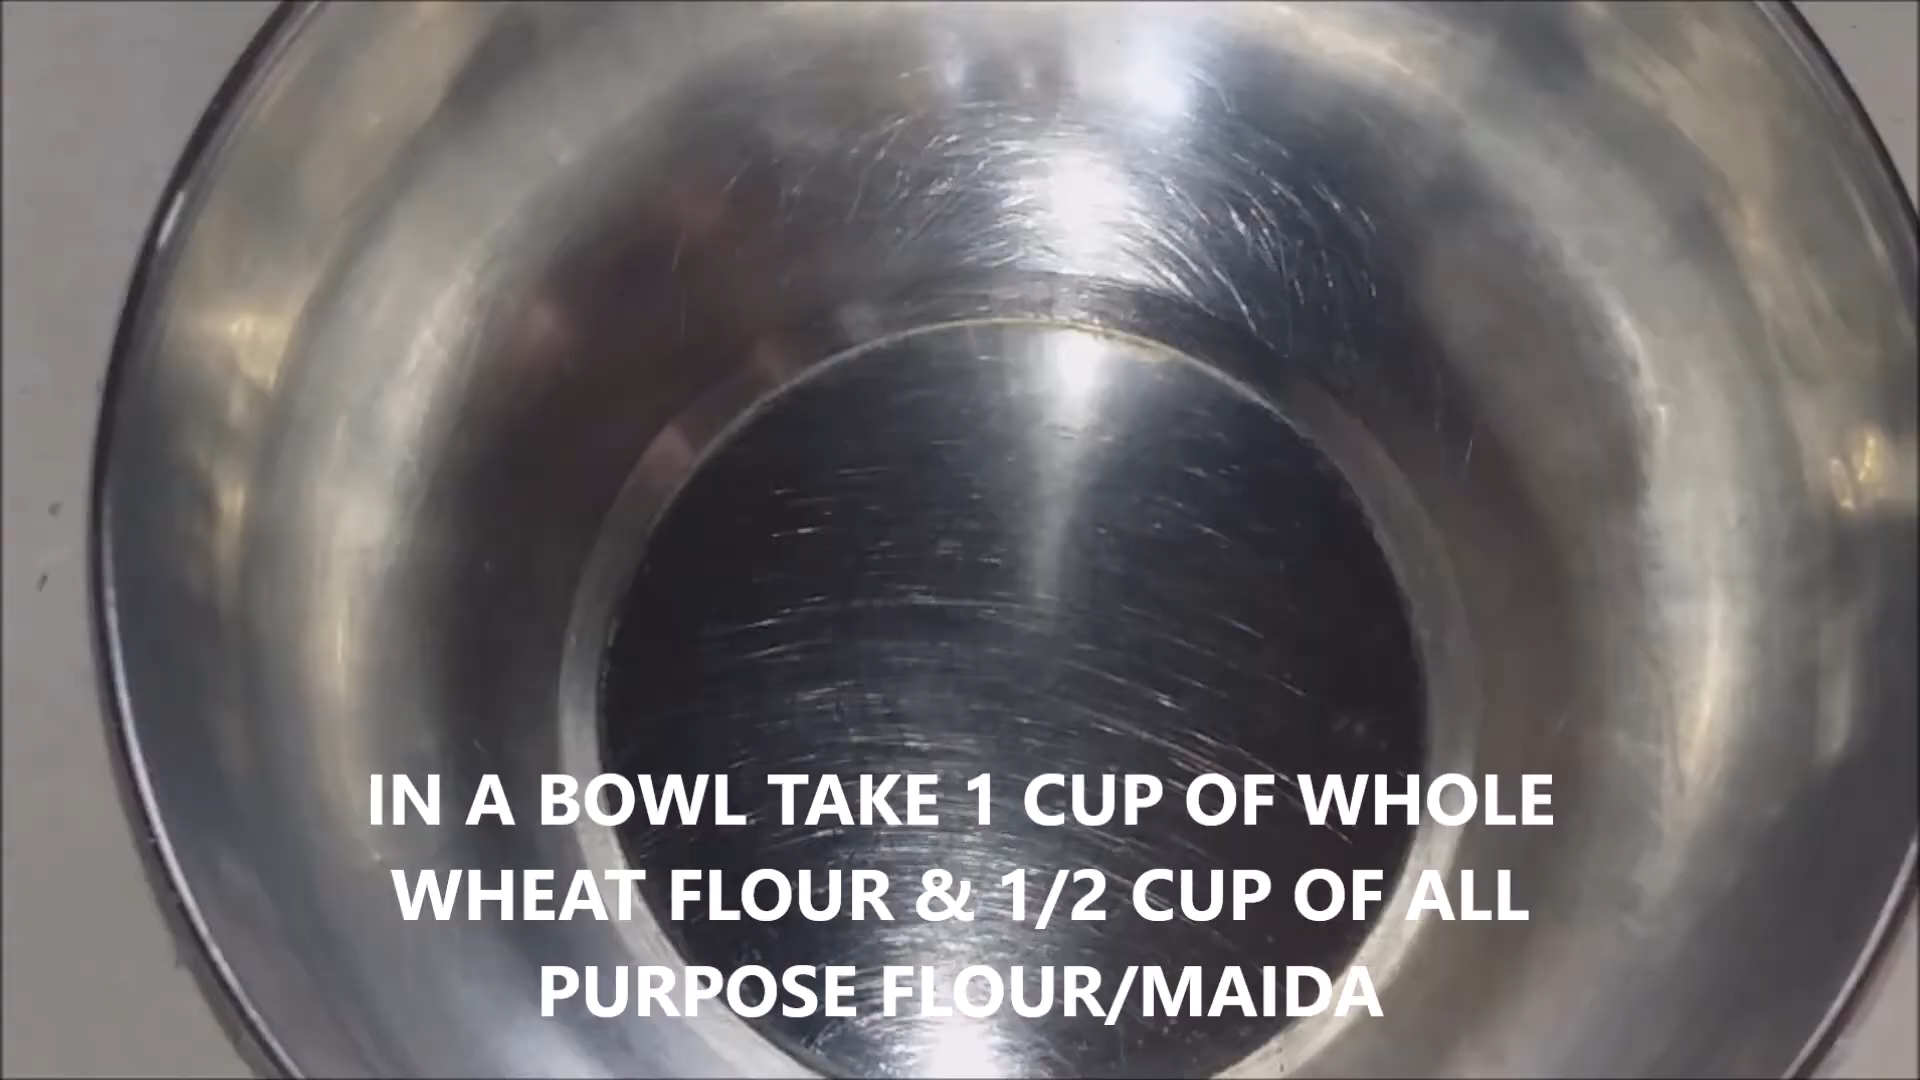 IN A BOWL TAKE 1 CUP OF WHOLE
WHEAT FLOUR & 1/2 CUP OF ALL
PURPOSE FLOUR/MAIDA